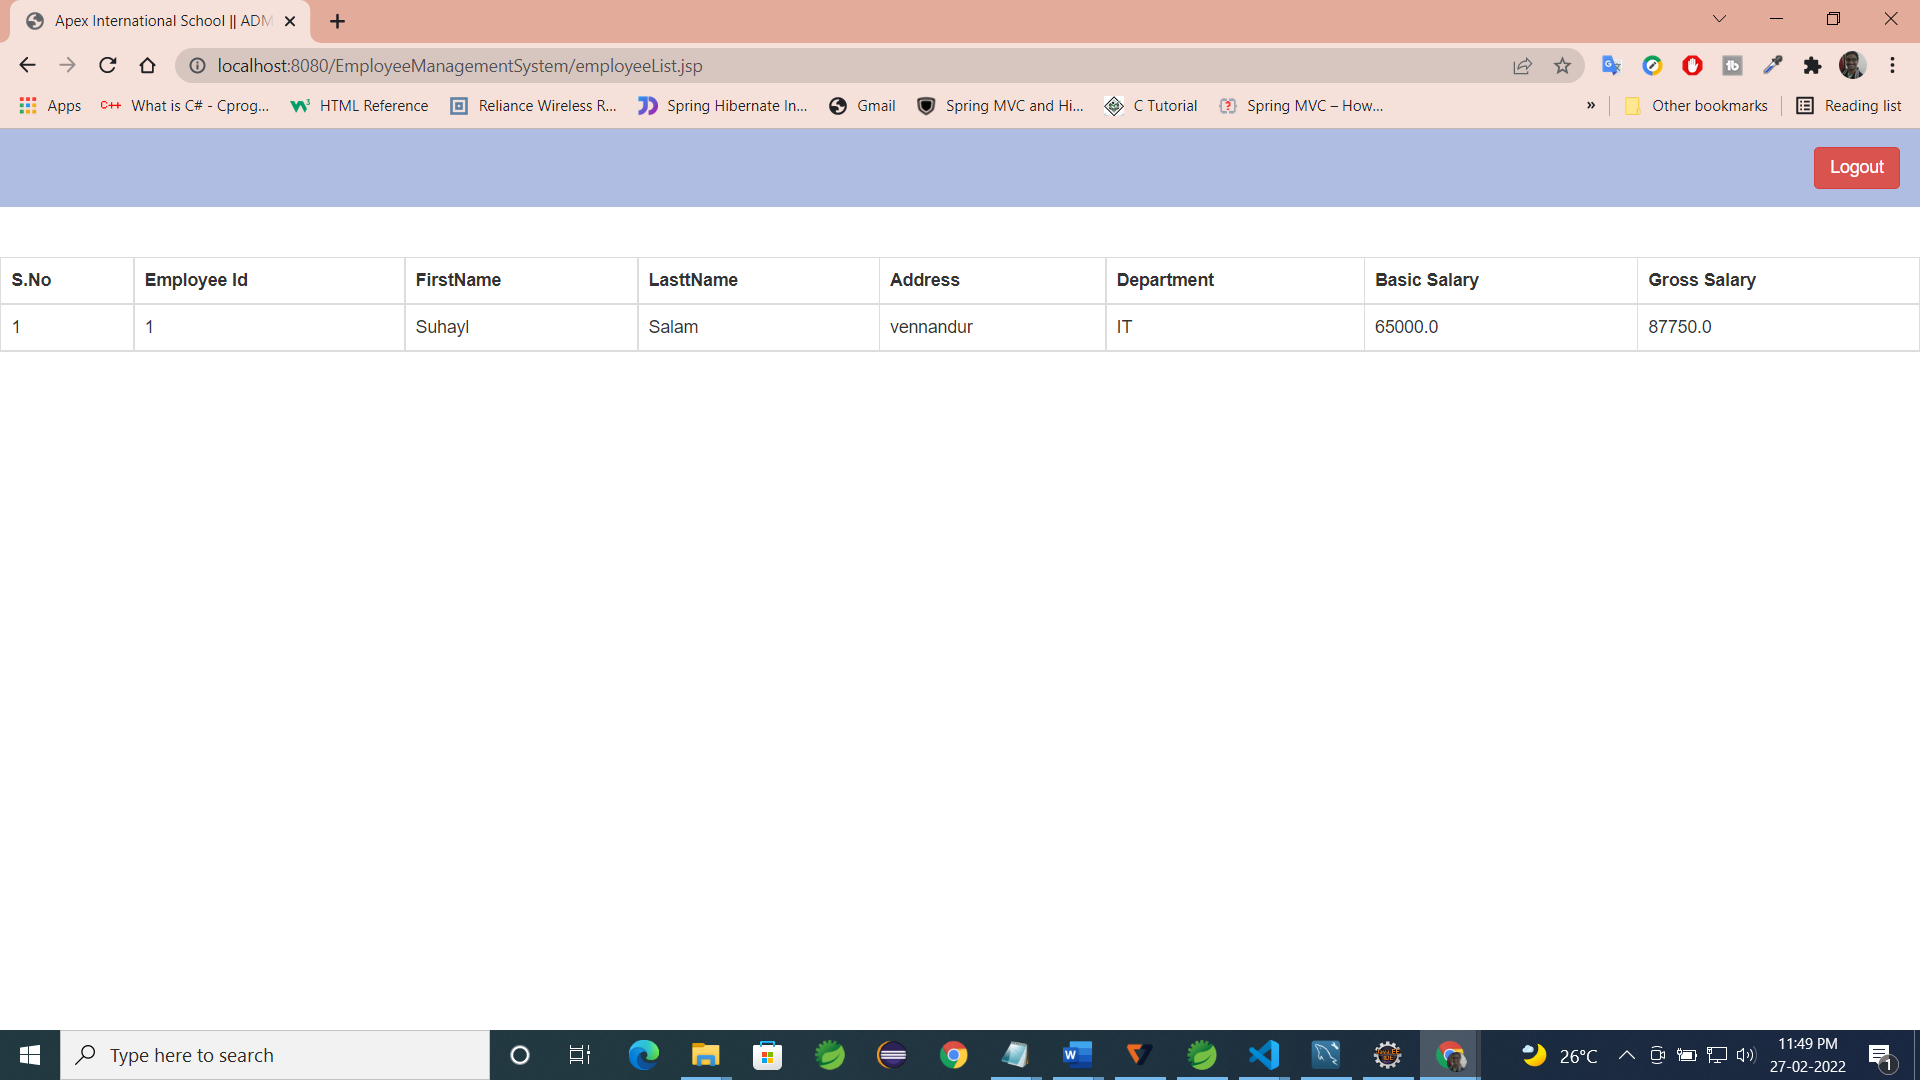 Apex International School || ADM
localhost:8080/EmployeeManagementSystem/employeeList.jsp
Apps C++ What is C# - Cprog... HTML Reference Reliance Wireless R... Spring Hibernate In... Gmail Spring MVC and Hi... C Tutorial Spring MVC – How... » Other bookmarks Reading list
Logout
S.No Employee Id FirstName LasttName Address Department Basic Salary Gross Salary
1 1 Suhayl Salam vennandur IT 65000.0 87750.0
Type here to search
26°C
11:49 PM
27-02-2022
1